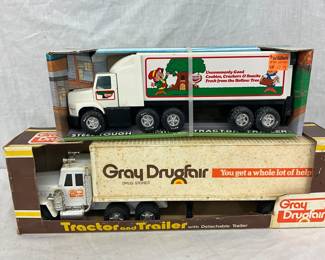 Uncommonly Good
Cookies, Crackers & Snacks
Fresh from the Hollow Tree
STEEL TOUGH TRACTOR TRAILER
Gray Drugfair
DRUG STORES
You get a whole lot of help
Gray
Drugfair
Tractor and Trailer with Detachable Trailer